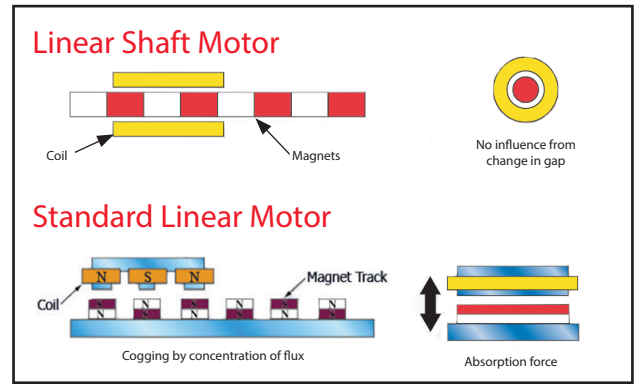 Linear Shaft Motor
Coil
Magnets
No influence from
change in gap
Standard Linear Motor
N S N
Coil
Magnet Track
S N S N S N
N S N S N S
Cogging by concentration of flux
Absorption force